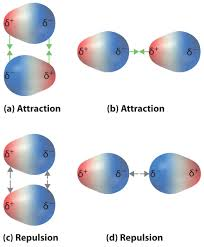 δ⁺ δ⁻
δ⁻ δ⁺
(a) Attraction
δ⁺ δ⁻ δ⁺ δ⁻
(b) Attraction
δ⁺ δ⁻
δ⁺ δ⁻
(c) Repulsion
δ⁺ δ⁻ δ⁻ δ⁺
(d) Repulsion